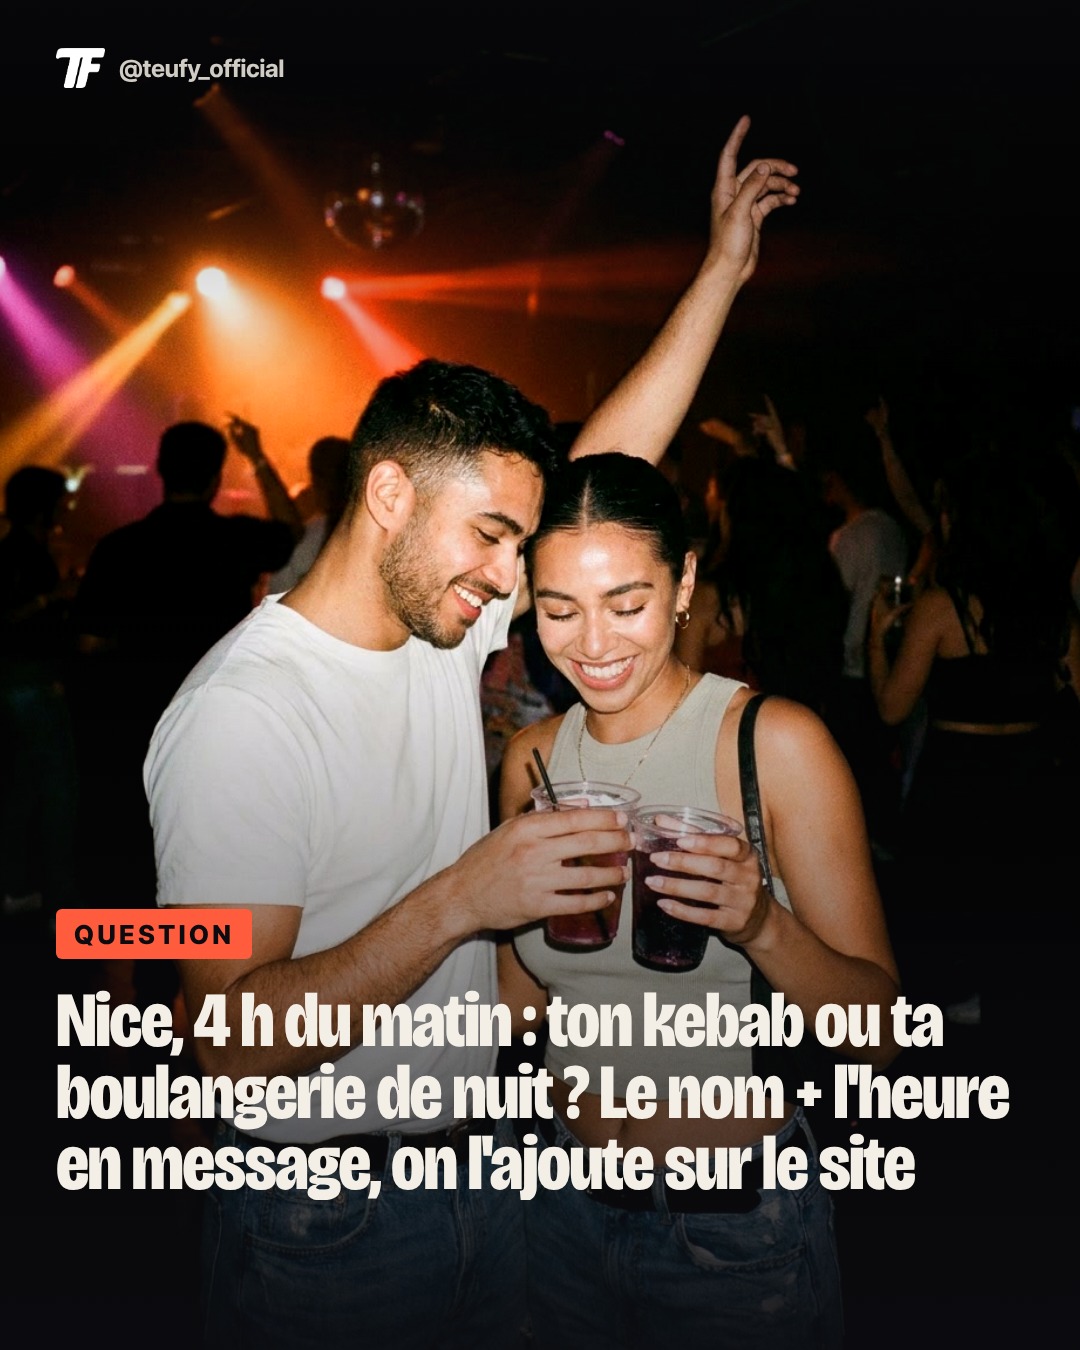 TF @teufy_official
QUESTION
Nice, 4 h du matin : ton kebab ou ta
boulangerie de nuit ? Le nom + l'heure
en message, on l'ajoute sur le site